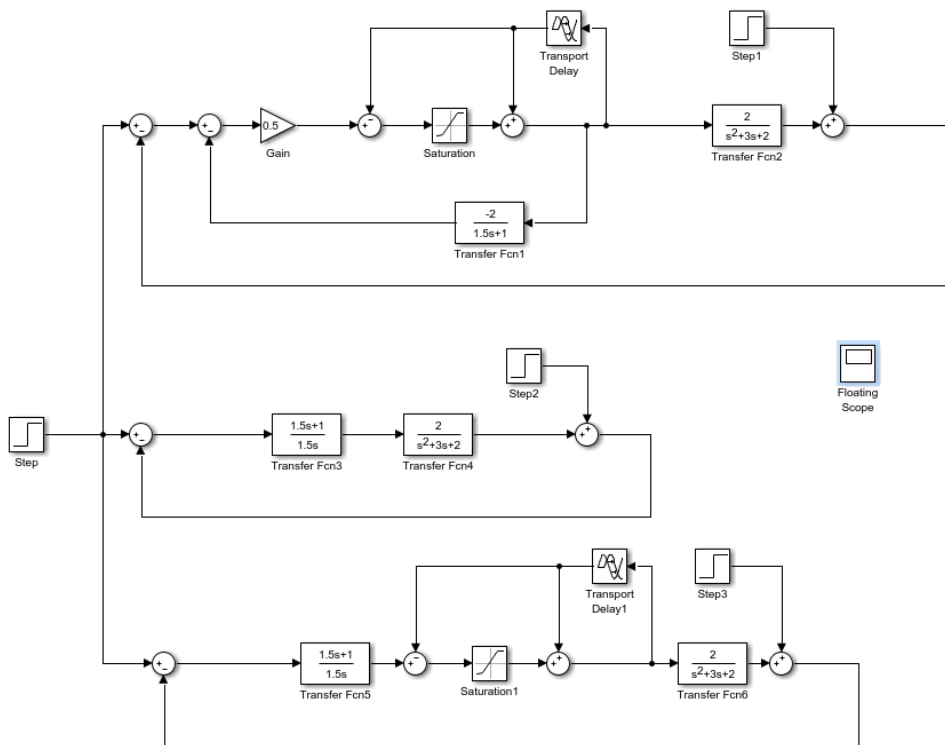 Transport
Delay
Step1
0.5
Gain
Saturation
2
s²+3s+2
Transfer Fcn2
-2
1.5s+1
Transfer Fcn1
Floating
Scope
Step2
Step
1.5s+1
1.5s
Transfer Fcn3
2
s²+3s+2
Transfer Fcn4
Transport
Delay1
Step3
1.5s+1
1.5s
Transfer Fcn5
Saturation1
2
s²+3s+2
Transfer Fcn6